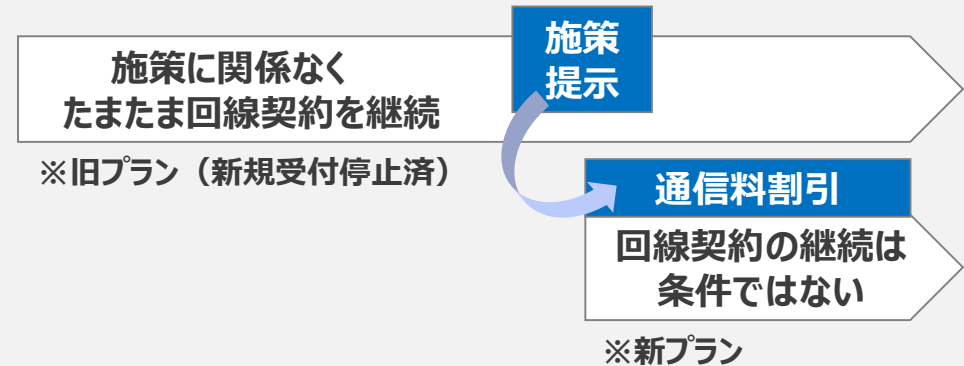 施策
提示
施策に関係なく
たまたま回線契約を継続
※旧プラン（新規受付停止済）
通信料割引
回線契約の継続は
条件ではない
※新プラン